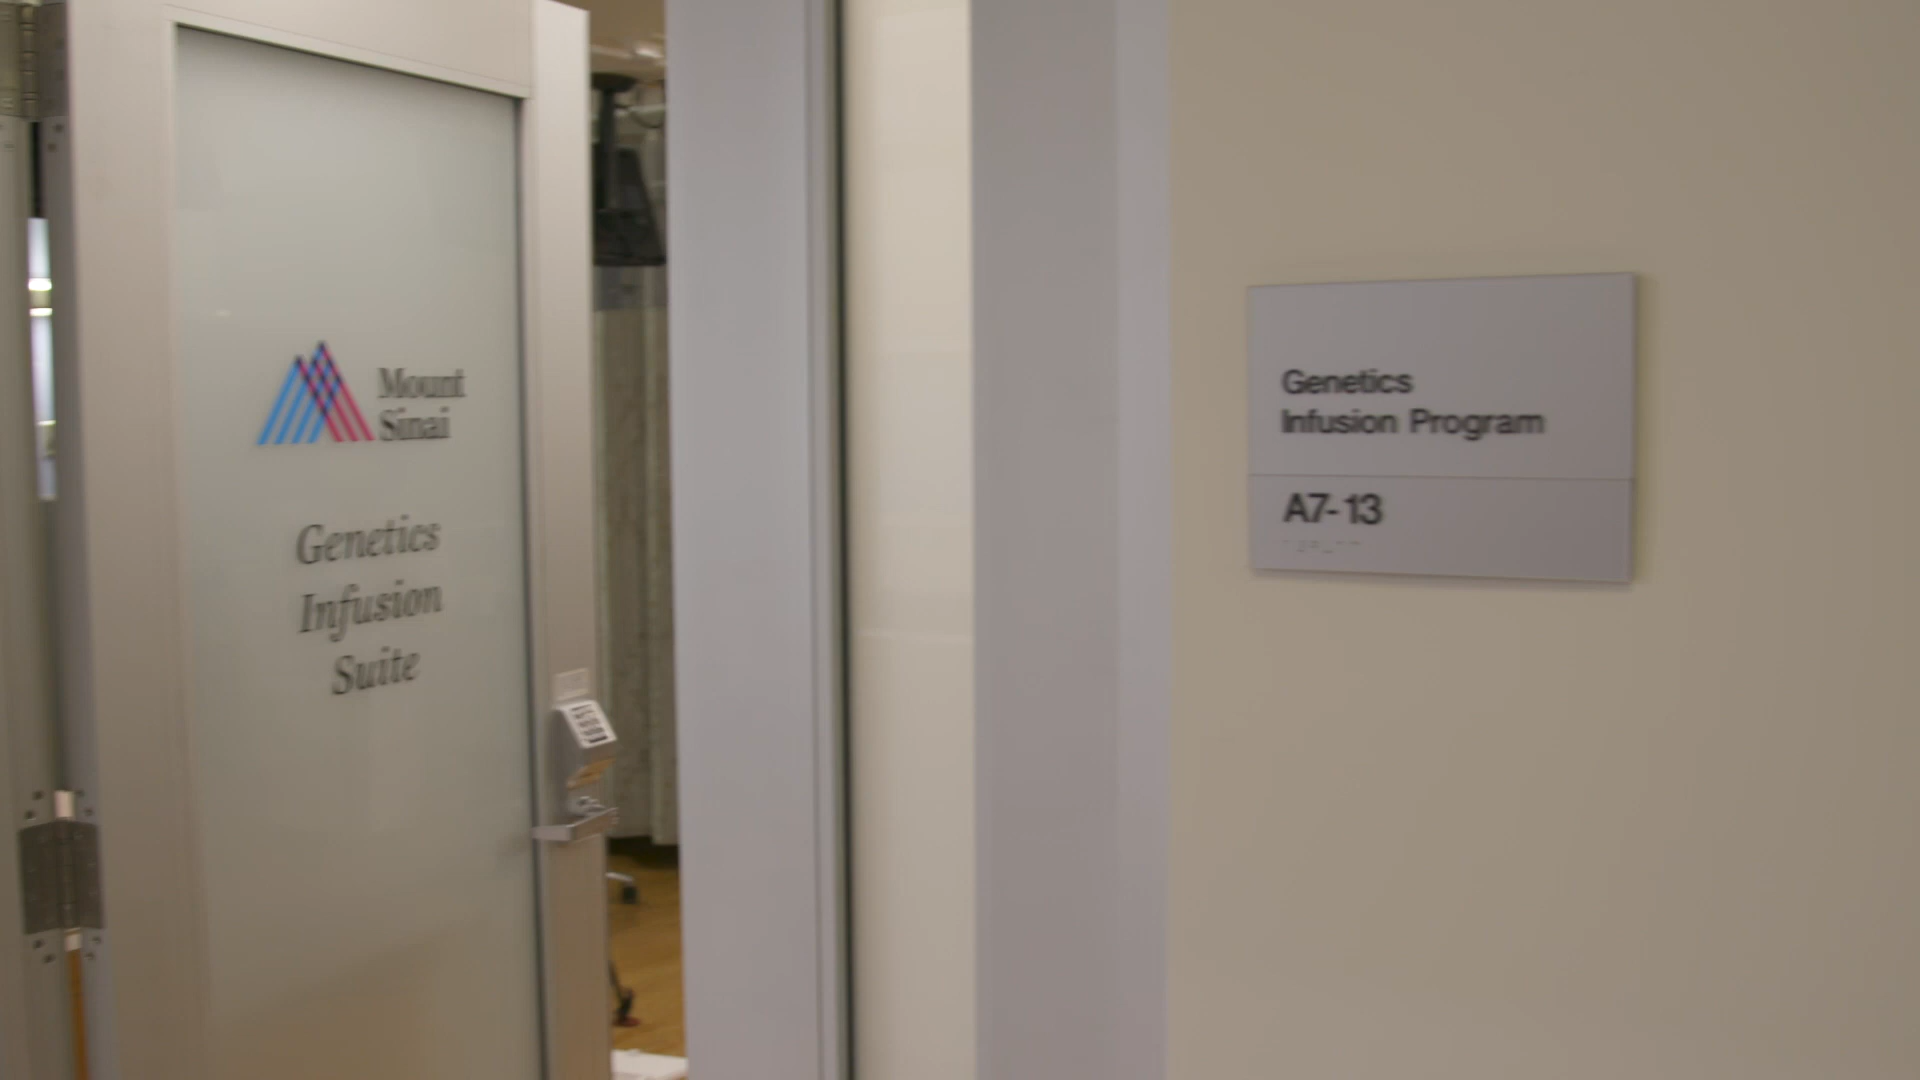 Mount
Sinai
Genetics
Infusion
Suite
Genetics
Infusion Program
A7-13